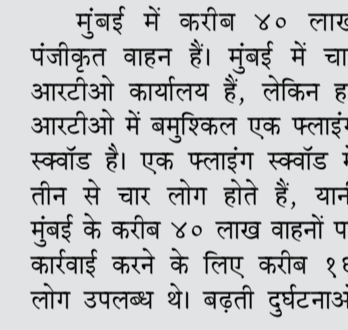 मुंबई में करीब ४० लाख
पंजीकृत वाहन हैं। मुंबई में
आरटीओ कार्यालय हैं, लेकिन
आरटीओ में बमुश्किल एक फ्लाइंग
स्क्वॉड है। एक फ्लाइंग स्क्वॉड
तीन से चार लोग होते हैं, यानी
मुंबई के करीब ४० लाख वाहनों
कार्रवाई करने के लिए करीब
लोग उपलब्ध थे। बढ़ती